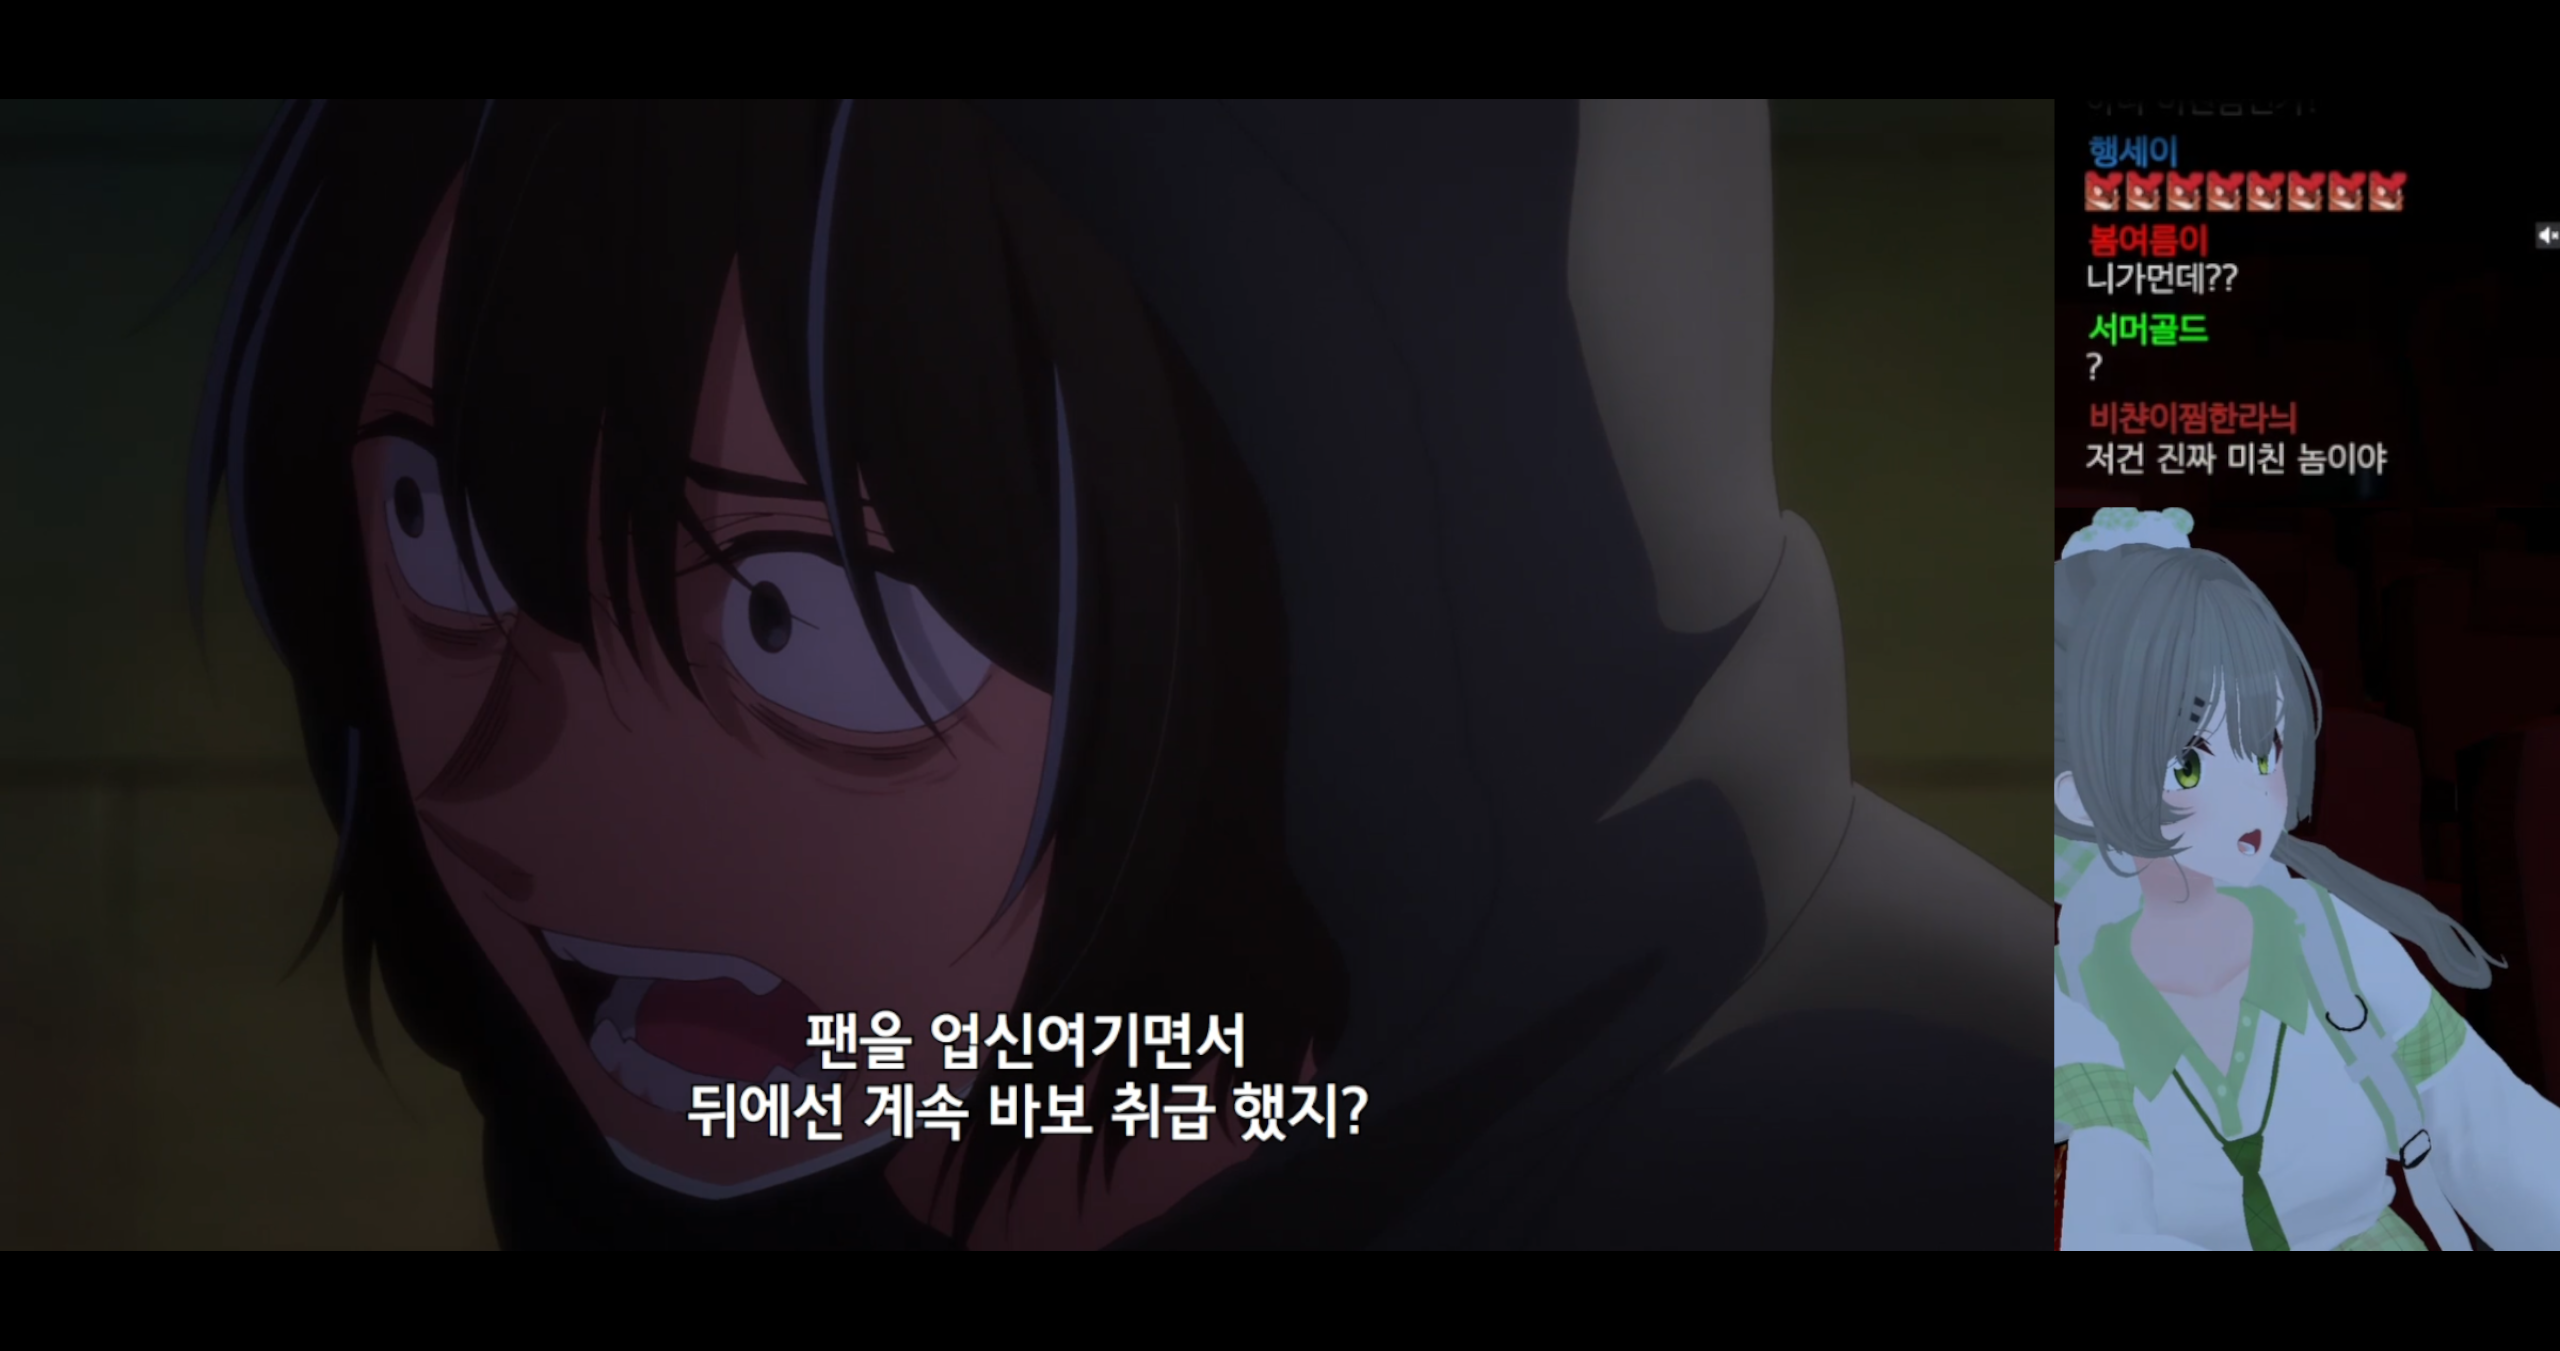 팬을 업신여기면서
뒤에선 계속 바보 취급 했지?
행세이
봄여름이
니가먼데??
서머골드
?
비챤이찜한라늬
저건 진짜 미친 놈이야